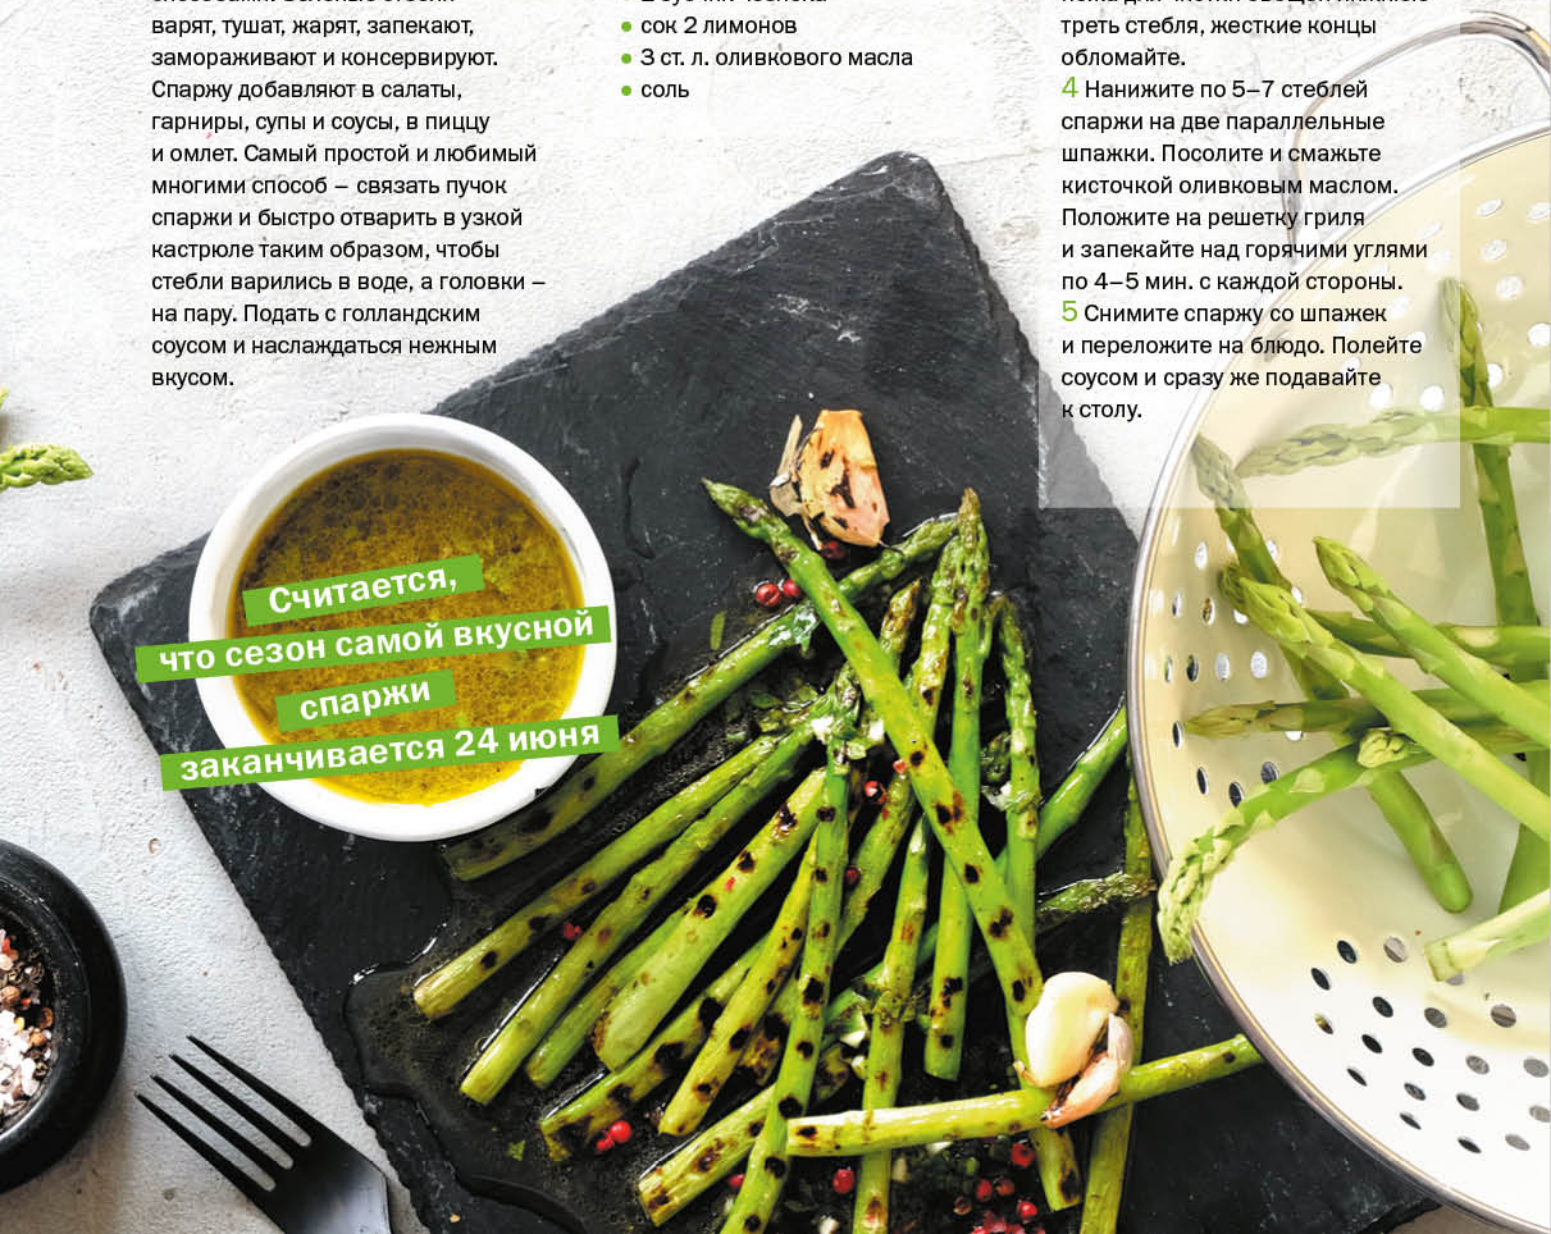 варят, тушат, жарят, запекают,
замораживают и консервируют.
Спаржу добавляют в салаты,
гарниры, супы и соусы, в пиццу
и омлет. Самый простой и любимый
многими способ – связать пучок
спаржи и быстро отварить в узкой
кастрюле таким образом, чтобы
стебли варились в воде, а головки –
на пару. Подать с голландским
соусом и наслаждаться нежным
вкусом.
сок 2 лимонов
3 ст. л. оливкового масла
соль
треть стебля, жесткие концы
обломайте.
4 Нанижите по 5–7 стеблей
спаржи на две параллельные
шпажки. Посолите и смажьте
кисточкой оливковым маслом.
Положите на решетку гриля
и запекайте над горячими углями
по 4–5 мин. с каждой стороны.
5 Снимите спаржу со шпажек
и переложите на блюдо. Полейте
соусом и сразу же подавайте
к столу.
Считается,
что сезон самой вкусной
спаржи
заканчивается 24 июня